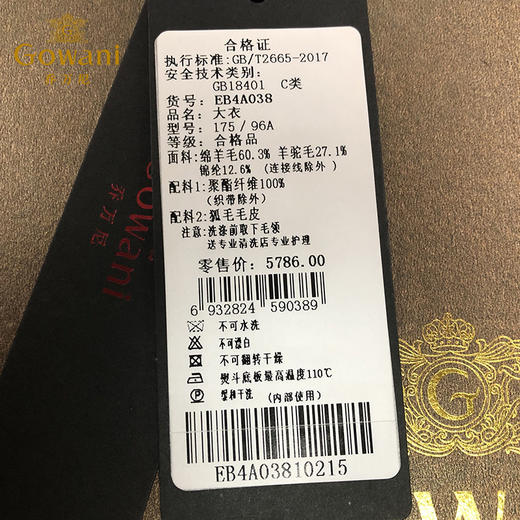 Gowani
乔万尼
合格证
执行标准:GB/T2665-2017
安全技术类别:
GB18401 C类
货号: EB4A038
品名: 大衣
型号: 175/96A
等级: 合格品
面料: 绵羊毛60.3% 羊驼毛27.1%
锦纶12.6% (连接线除外)
配料1:聚酯纤维100%
(织带除外)
配料2:狐毛毛皮
注意:洗涤前取下毛领
送专业清洗店专业护理
零售价: 5786.00
6 932824 590389
不可水洗
不可漂白
不可翻转干燥
熨斗底板最高温度110℃
常规干洗 (内部使用)
EB4A03810215
Gowani
乔万尼
G
W